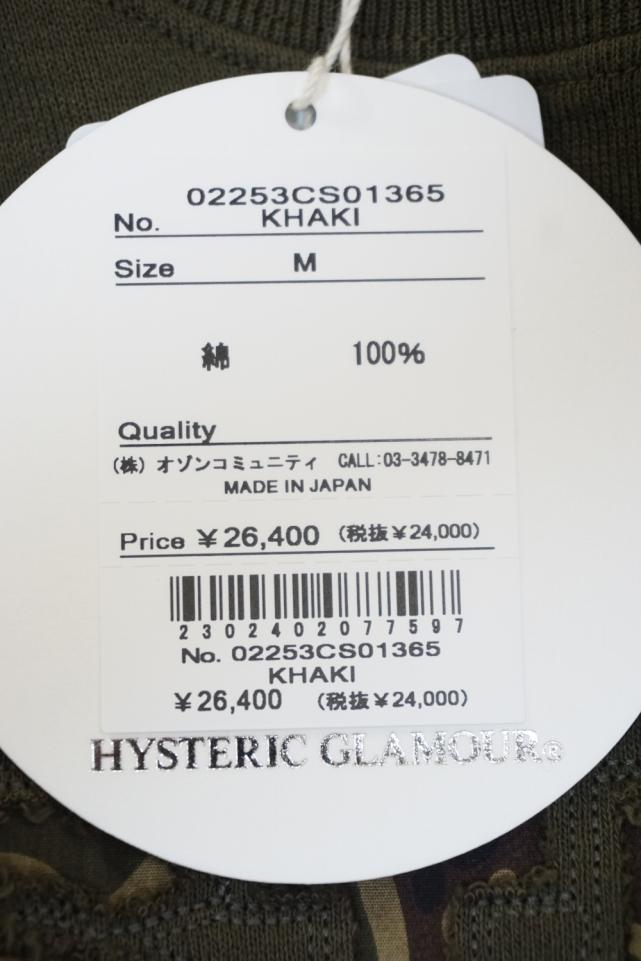 02253CS01365
No. KHAKI
Size M
綿 100%
Quality
(株) オゾンコミュニティ CALL:03-3478-8471
MADE IN JAPAN
Price ¥26,400 (税抜¥24,000)
2302402077597
No. 02253CS01365
KHAKI
¥26,400 (税抜¥24,000)
HYSTERIC GLAMOUR®